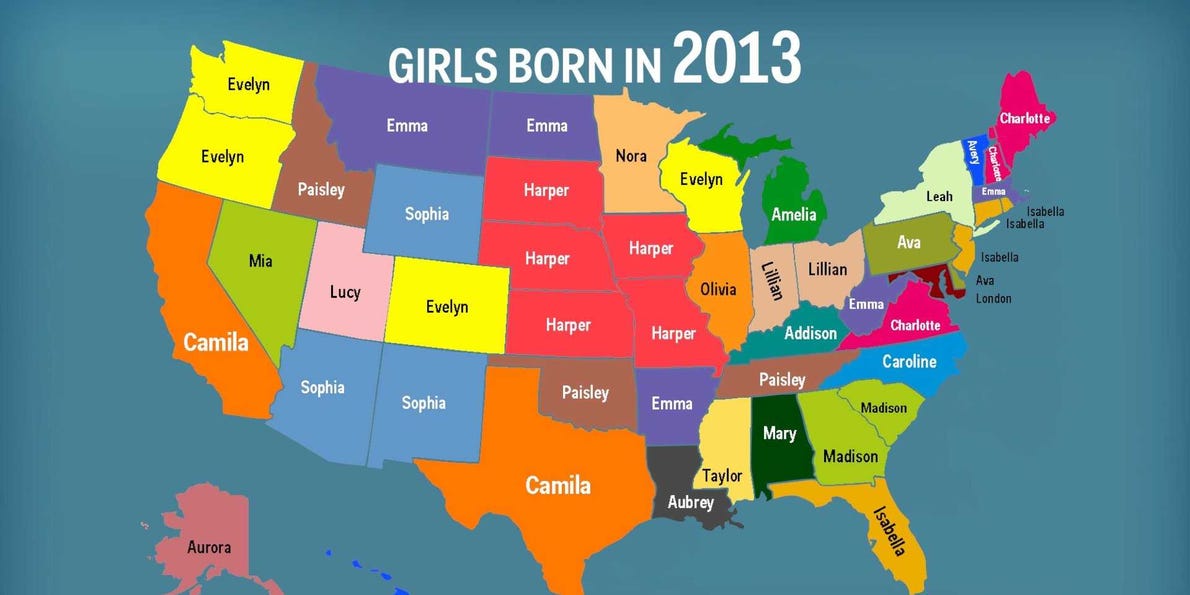 GIRLS BORN IN 2013
Evelyn
Evelyn
Emma
Emma
Nora
Charlotte
Paisley
Sophia
Harper
Evelyn
Amelia
Avery
Charlotte
Emma
Leah
Isabella
Isabella
Mia
Lucy
Evelyn
Harper
Harper
Olivia
Lillian
Lillian
Ava
Isabella
Ava
London
Camila
Harper
Harper
Addison
Emma
Charlotte
Sophia
Sophia
Paisley
Emma
Paisley
Caroline
Madison
Madison
Mary
Taylor
Camila
Aubrey
Isabella
Aurora